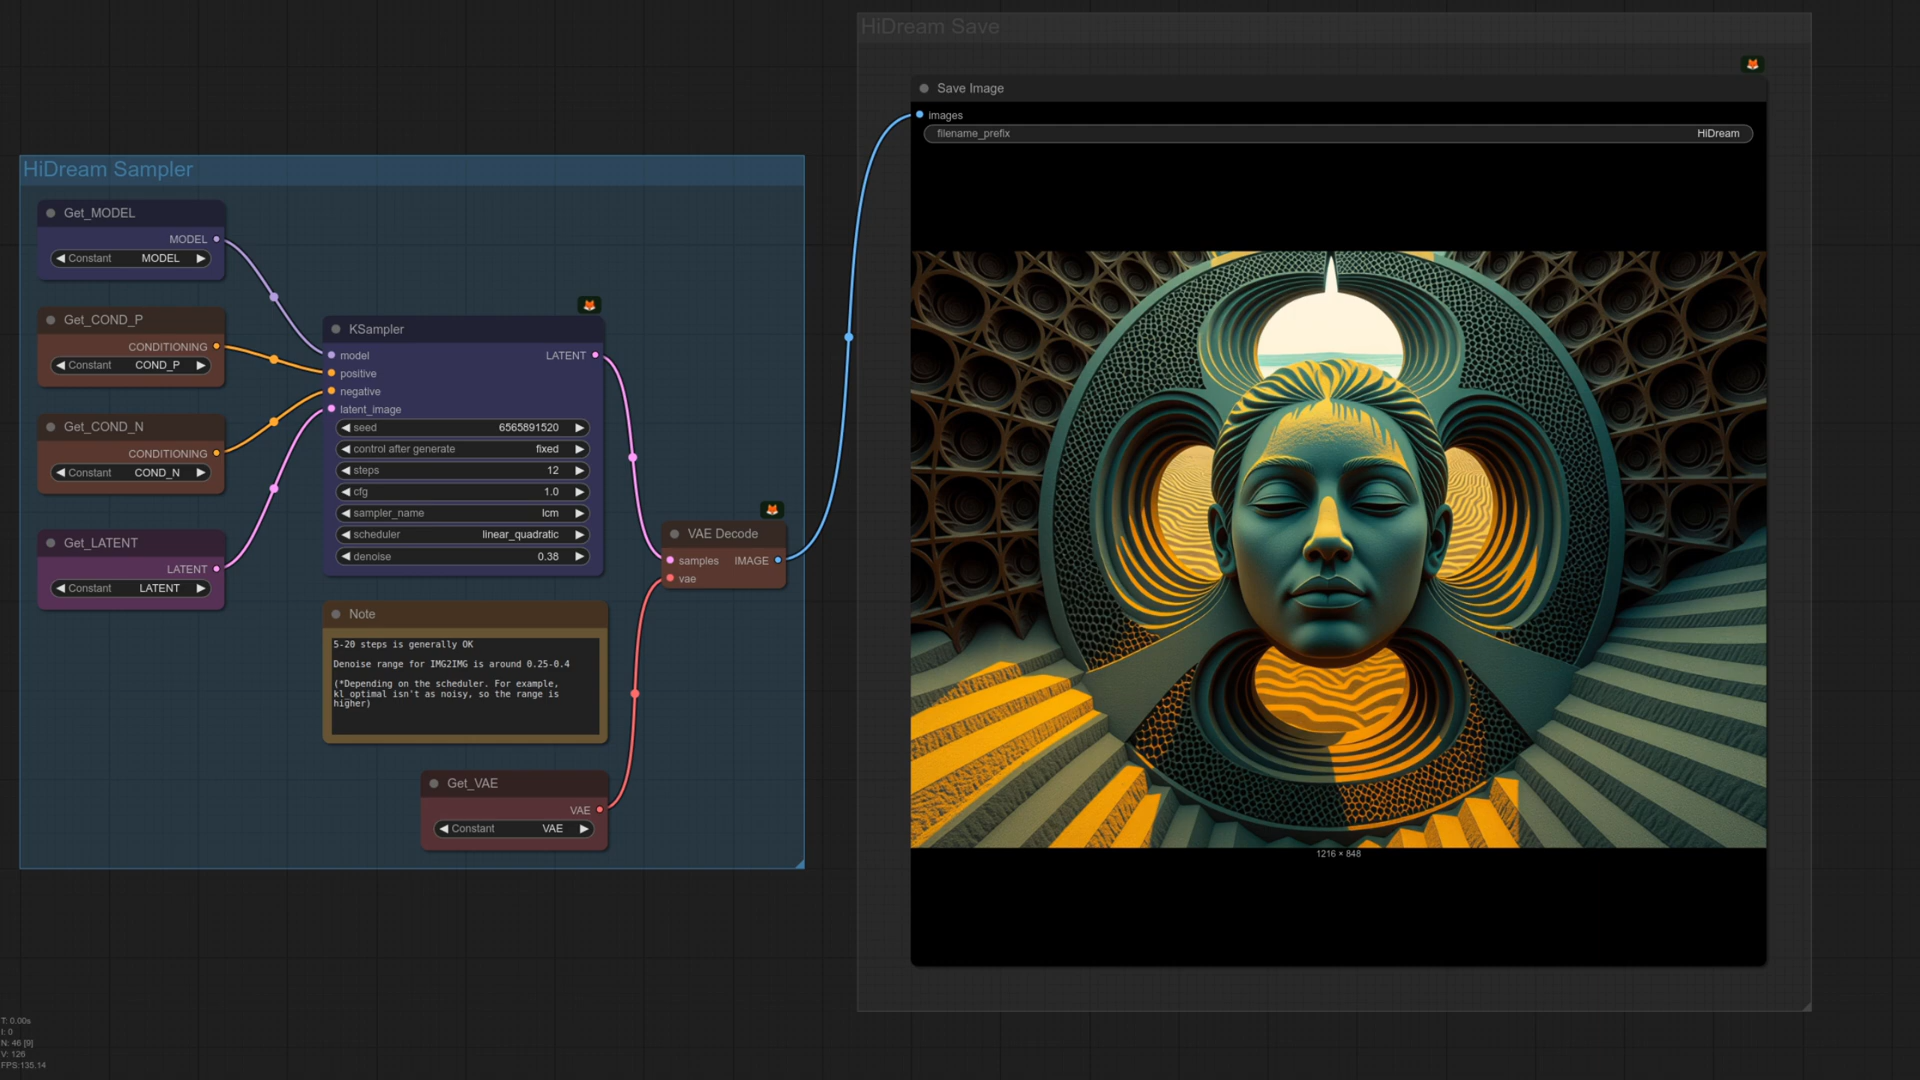 HiDream Save
Save Image
images
filename_prefix HiDream
HiDream Sampler
Get_MODEL
MODEL
Constant MODEL
Get_COND_P
CONDITIONING
Constant COND_P
Get_COND_N
CONDITIONING
Constant COND_N
Get_LATENT
LATENT
Constant LATENT
KSampler
model LATENT
positive
negative
latent_image
seed 6565891520
control after generate fixed
steps 12
cfg 1.0
sampler_name lcm
scheduler linear_quadratic
denoise 0.38
VAE Decode
samples IMAGE
vae
Note
5-20 steps is generally OK
Denoise range for IMG2IMG is around 0.25-0.4
(*Depending on the scheduler. For example,
kl_optimal isn't as noisy, so the range is
higher)
Get_VAE
VAE
Constant VAE
1216 × 848
T: 0.00s
I: 0
N: 46 [9]
V: 126
FPS:135.14